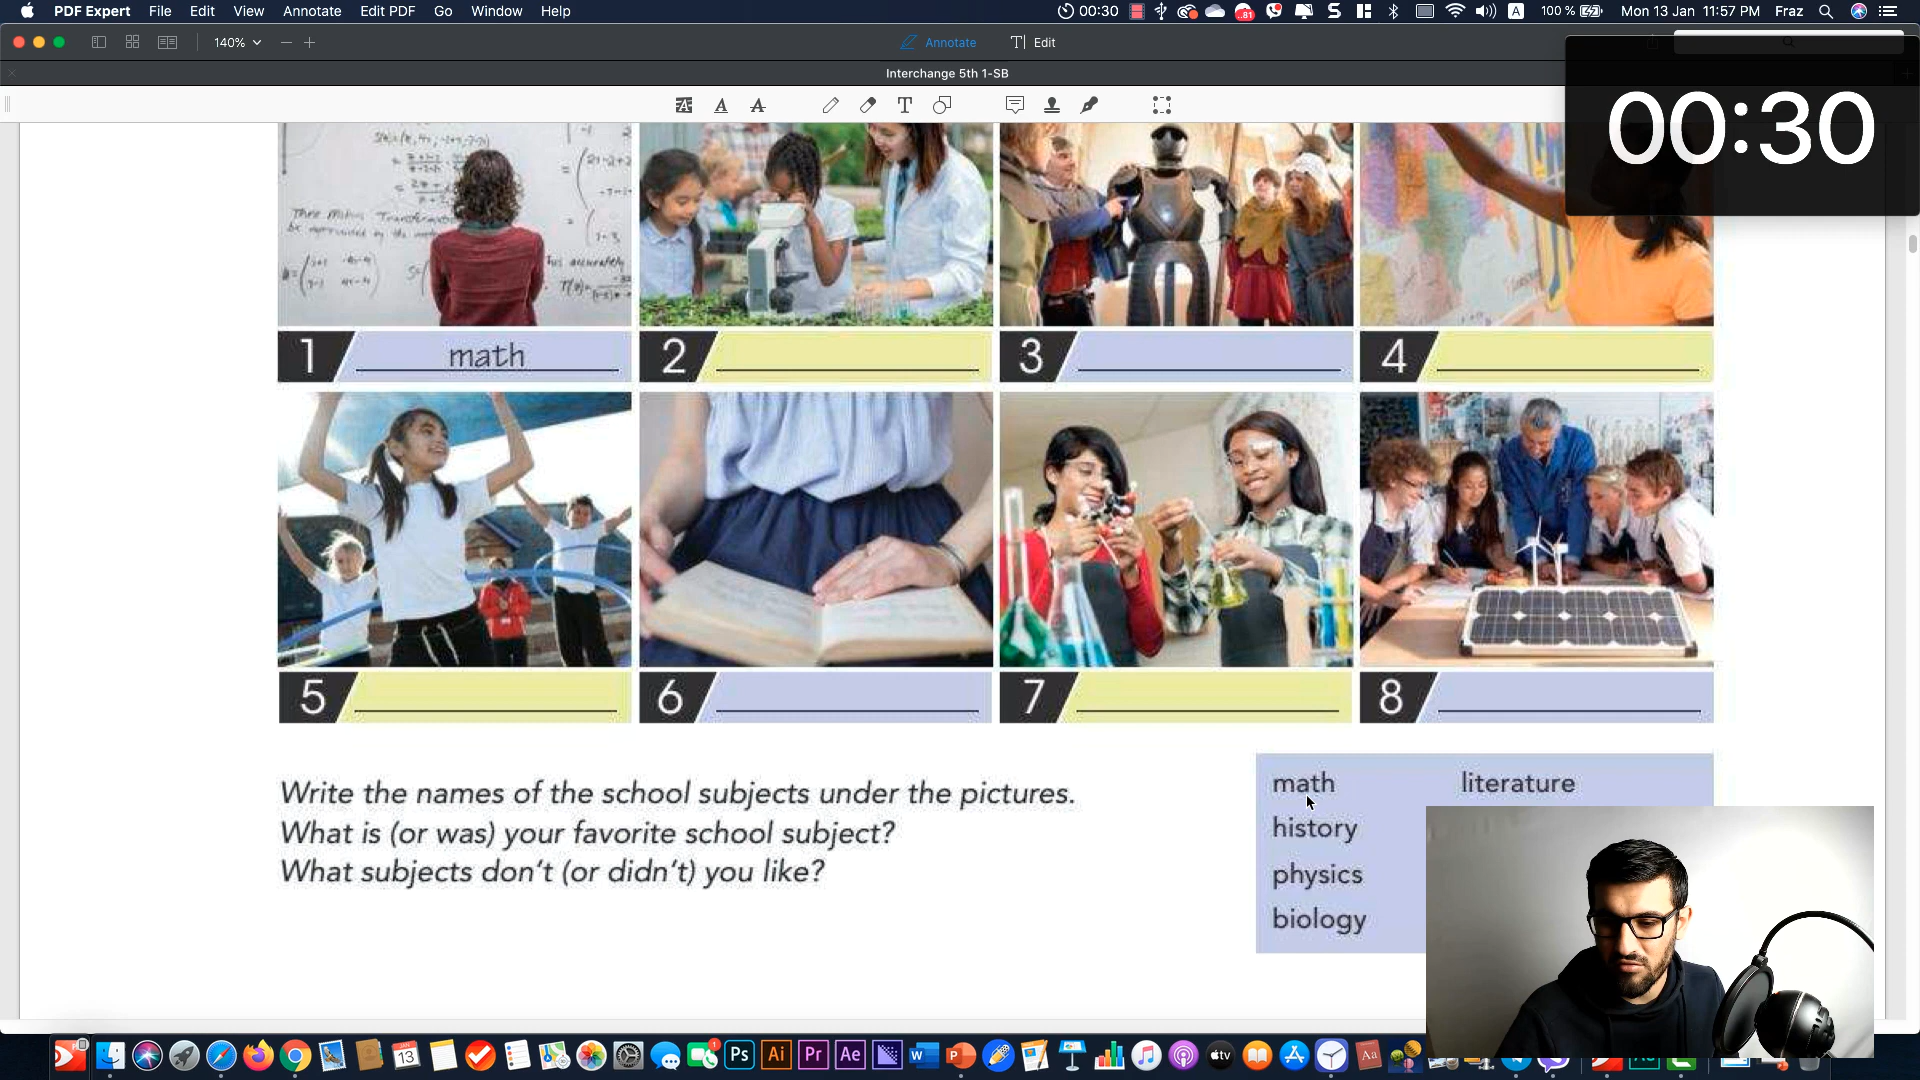 PDF Expert File Edit View Annotate Edit PDF Go Window Help 00:30 100 % Mon 13 Jan 11:57 PM Fraz
140% Annotate Edit
Interchange 5th 1-SB
00:30
1 math 2 3 4
5 6 7 8
Write the names of the school subjects under the pictures.
What is (or was) your favorite school subject?
What subjects don't (or didn't) you like?
math literature
history
physics
biology